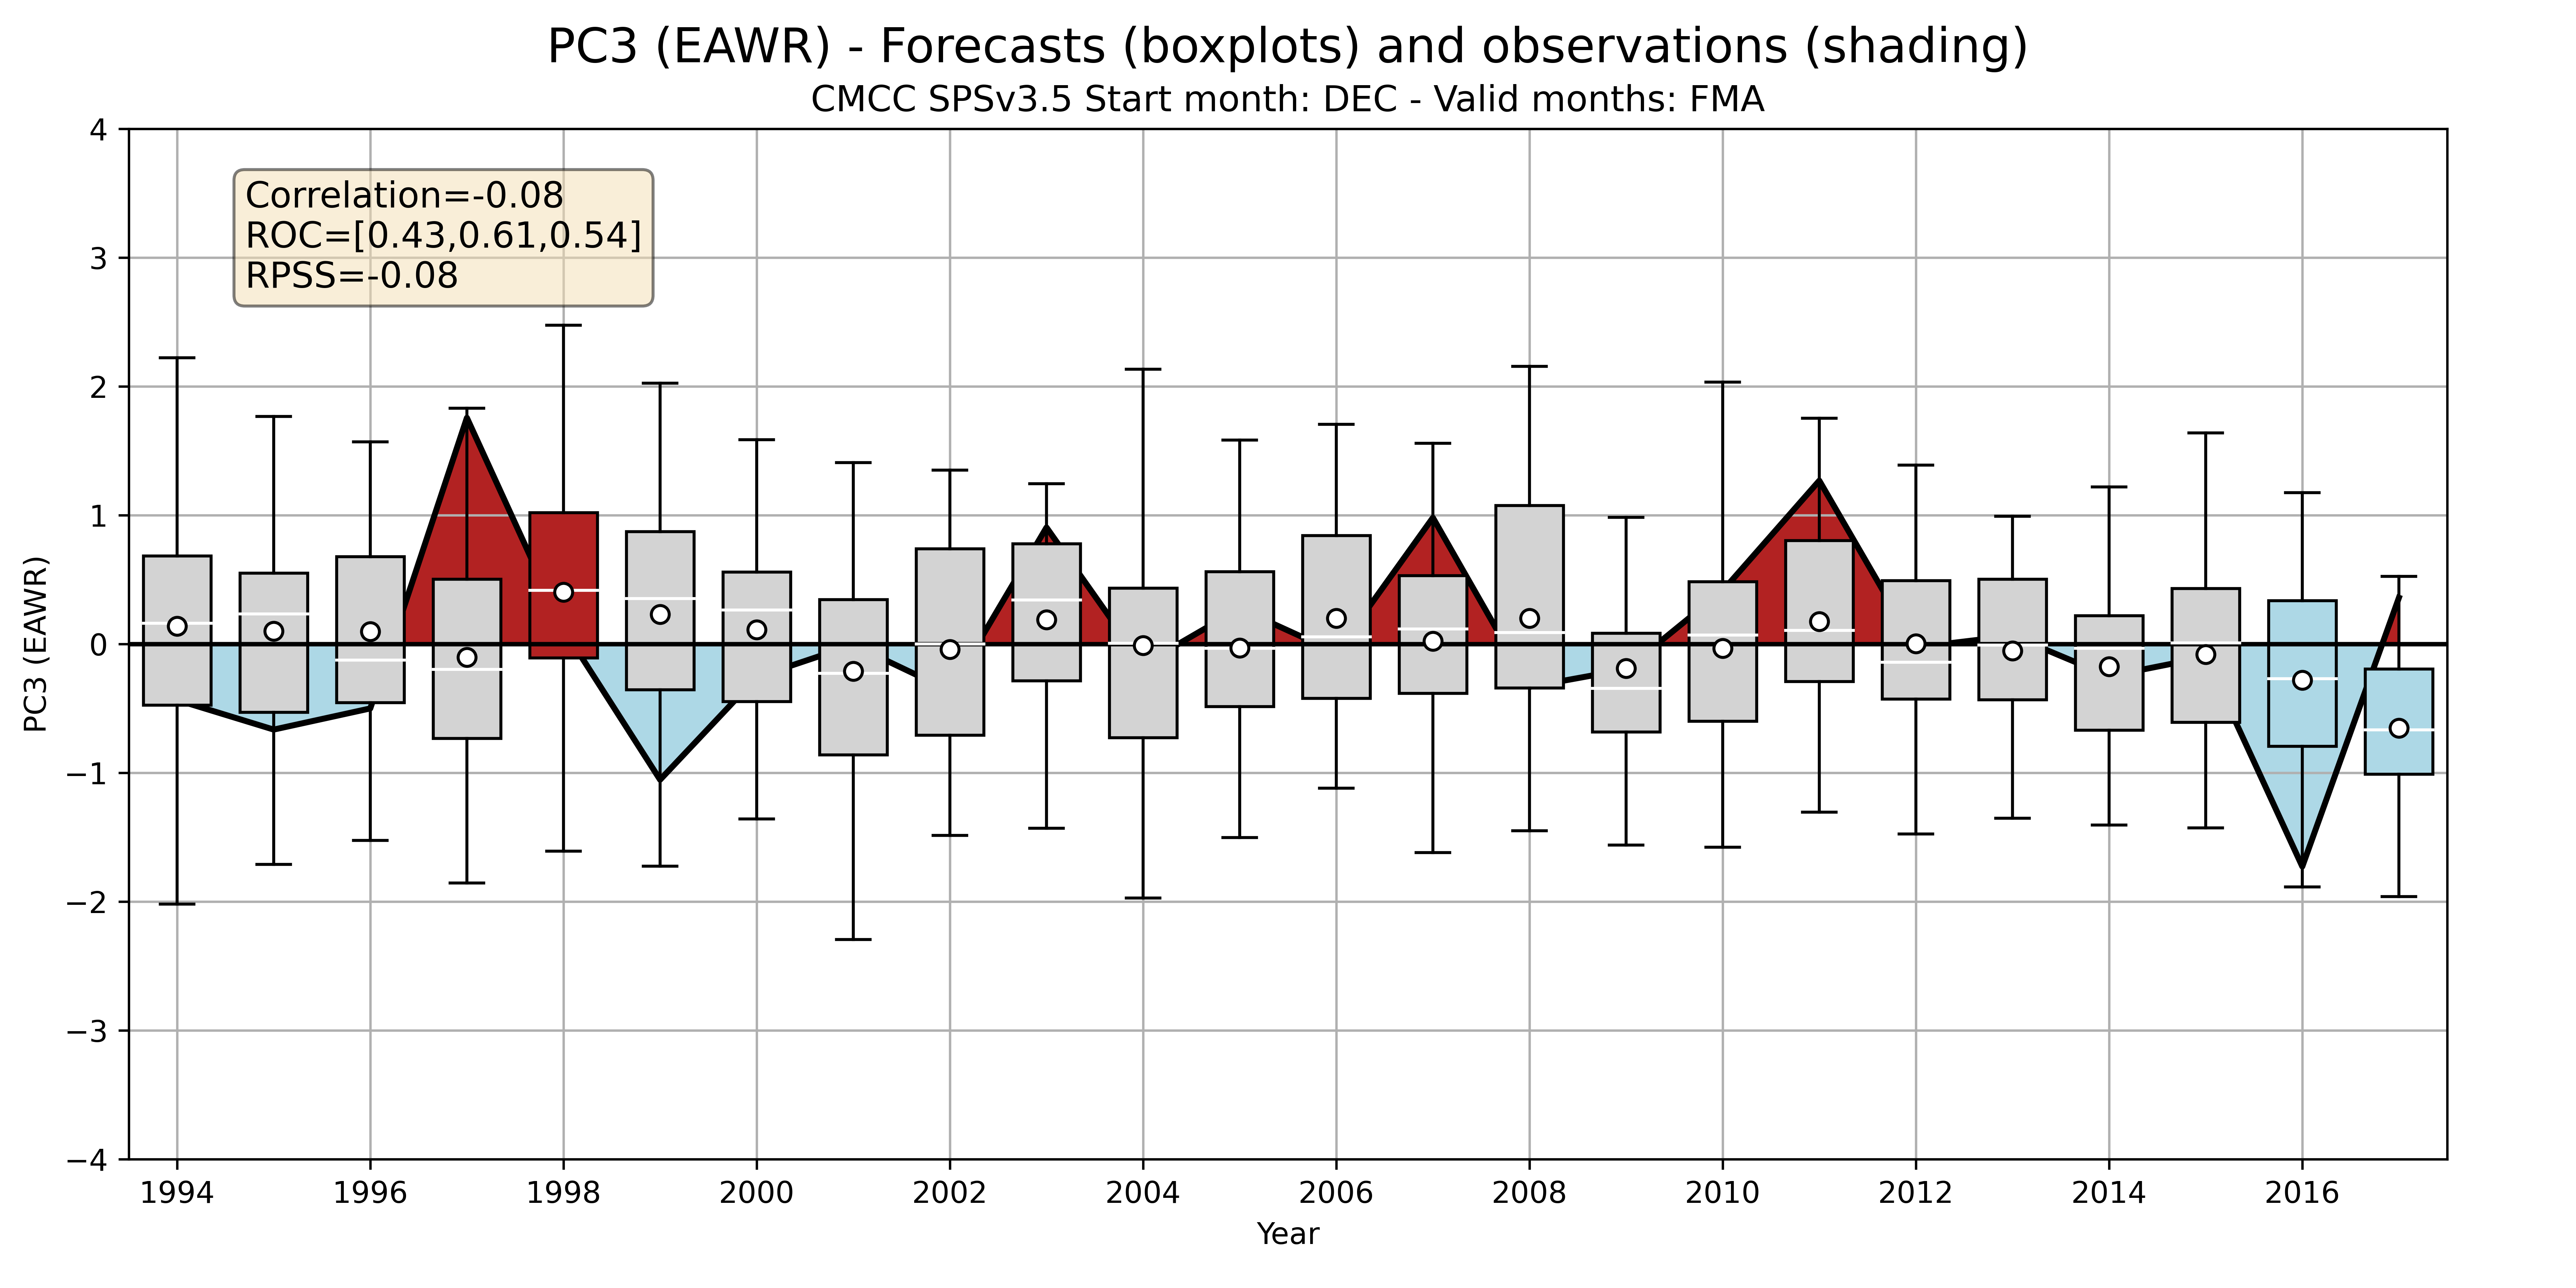 PC3 (EAWR) - Forecasts (boxplots) and observations (shading)
CMCC SPSv3.5 Start month: DEC - Valid months: FMA
Correlation=-0.08
ROC=[0.43,0.61,0.54]
RPSS=-0.08
PC3 (EAWR)
4
3
2
1
0
−1
−2
−3
−4
1994 1996 1998 2000 2002 2004 2006 2008 2010 2012 2014 2016
Year